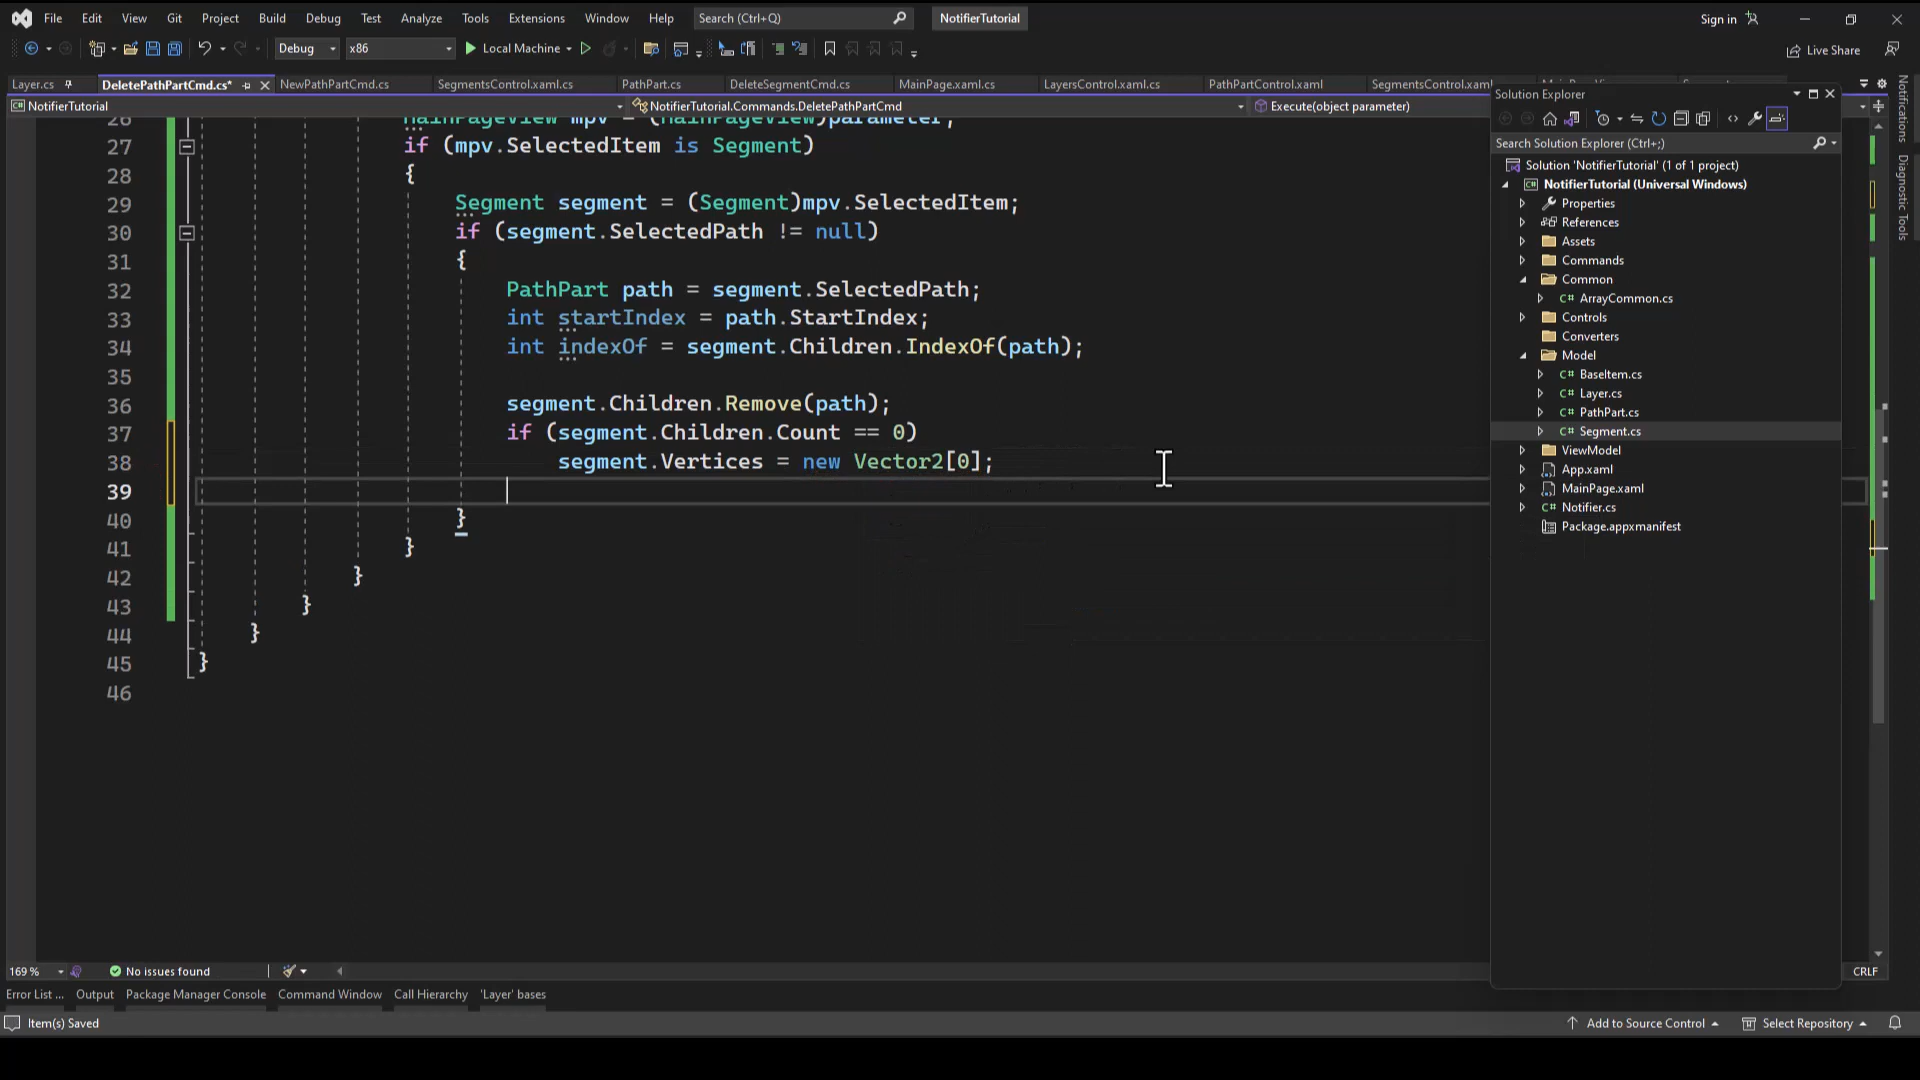 File Edit View Git Project Build Debug Test Analyze Tools Extensions Window Help Search (Ctrl+Q) NotifierTutorial Sign in
Debug x86 Local Machine Live Share
Layer.cs DeletePathPartCmd.cs* NewPathPartCmd.cs SegmentsControl.xaml.cs PathPart.cs DeleteSegmentCmd.cs MainPage.xaml.cs LayersControl.xaml.cs PathPartControl.xaml SegmentsControl.xaml
NotifierTutorial NotifierTutorial.Commands.DeletePathPartCmd Execute(object parameter)
26 MainPageView mpv = (MainPageView)parameter;
27 if (mpv.SelectedItem is Segment)
28 {
29 Segment segment = (Segment)mpv.SelectedItem;
30 if (segment.SelectedPath != null)
31 {
32 PathPart path = segment.SelectedPath;
33 int startIndex = path.StartIndex;
34 int indexOf = segment.Children.IndexOf(path);
35
36 segment.Children.Remove(path);
37 if (segment.Children.Count == 0)
38 segment.Vertices = new Vector2[0];
39
40 }
41 }
42 }
43 }
44 }
45 }
46
Solution Explorer
Search Solution Explorer (Ctrl+;)
Solution 'NotifierTutorial' (1 of 1 project)
NotifierTutorial (Universal Windows)
Properties
References
Assets
Commands
Common
C# ArrayCommon.cs
Controls
Converters
Model
C# BaseItem.cs
C# Layer.cs
C# PathPart.cs
C# Segment.cs
ViewModel
App.xaml
MainPage.xaml
C# Notifier.cs
Package.appxmanifest
Notifications
Diagnostic Tools
169 % No issues found CRLF
Error List ... Output Package Manager Console Command Window Call Hierarchy 'Layer' bases
Item(s) Saved Add to Source Control Select Repository